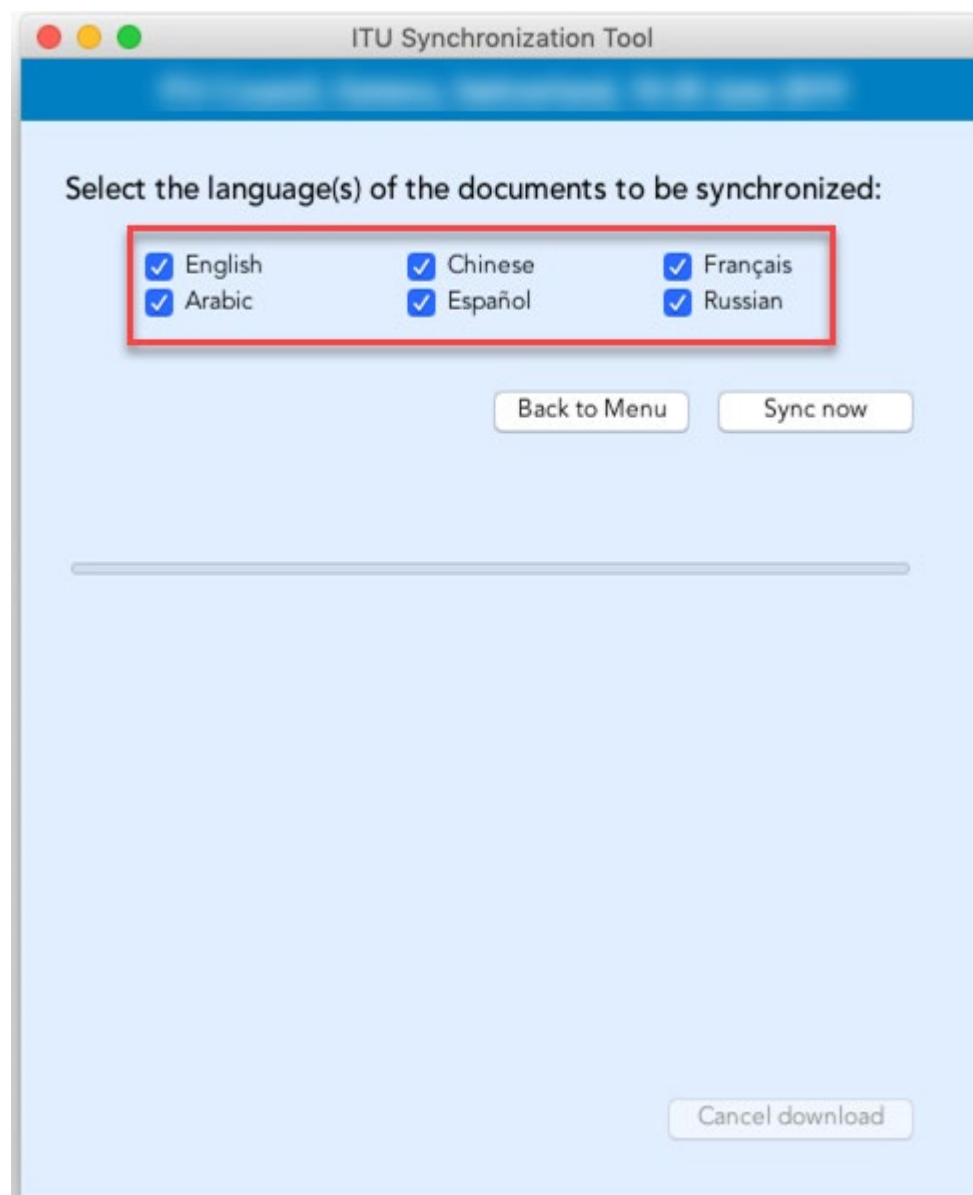 ITU Synchronization Tool
Select the language(s) of the documents to be synchronized:
English Chinese Français
Arabic Español Russian
Back to Menu Sync now
Cancel download